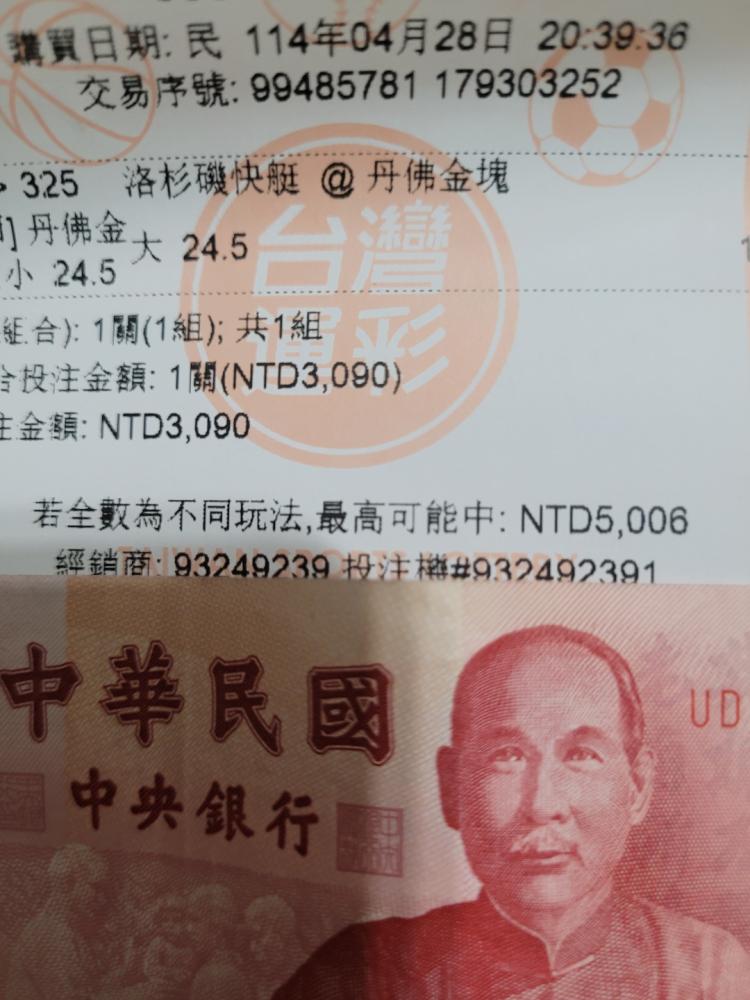 購買日期: 民 114年04月28日 20:39:36
交易序號: 99485781 179303252
325 洛杉磯快艇 @ 丹佛金塊
] 丹佛金 大 24.5
小 24.5
組合): 1關(1組); 共1組
合投注金額: 1關(NTD3,090)
注金額: NTD3,090
台灣
運彩
若全數為不同玩法,最高可能中: NTD5,006
經銷商: 93249239 投注機#932492391
中華民國
UD
中央銀行